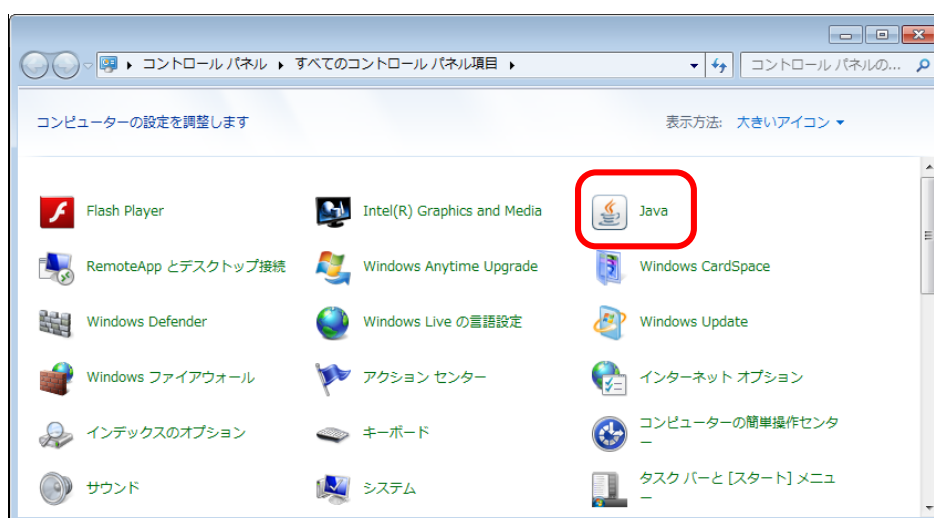 コントロール パネル ▸ すべてのコントロール パネル項目 ▸
コントロール パネルの...
コンピューターの設定を調整します
表示方法: 大きいアイコン
Flash Player
Intel(R) Graphics and Media
Java
RemoteApp とデスクトップ接続
Windows Anytime Upgrade
Windows CardSpace
Windows Defender
Windows Live の言語設定
Windows Update
Windows ファイアウォール
アクション センター
インターネット オプション
インデックスのオプション
キーボード
コンピューターの簡単操作センタ
ー
サウンド
システム
タスク バーと [スタート] メニュ
ー